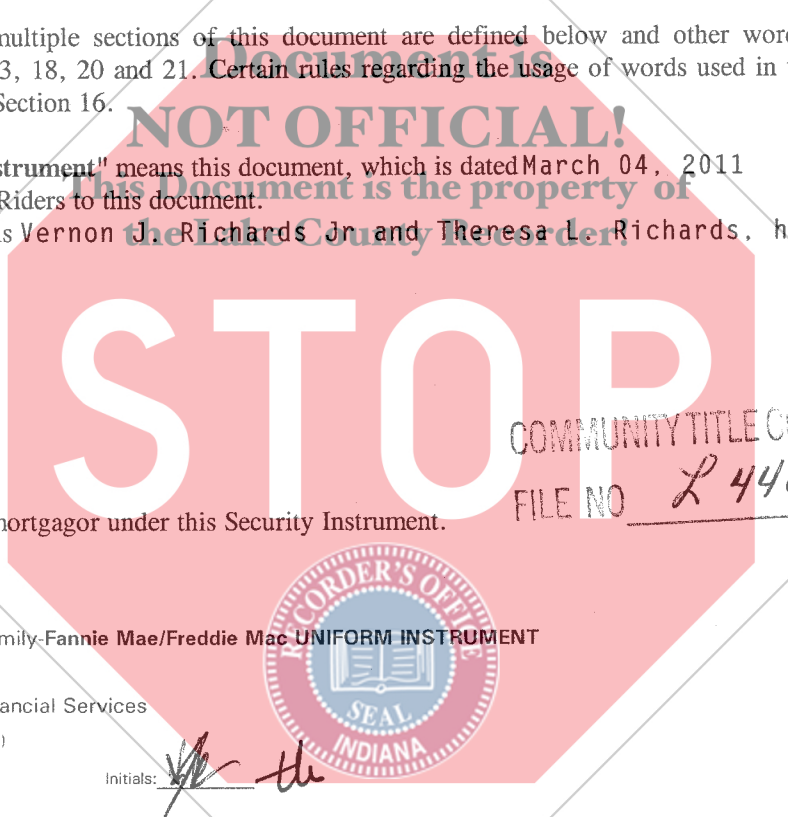 multiple sections of this document are defined below and other word
Document is
3, 18, 20 and 21. Certain rules regarding the usage of words used in
Section 16.
NOT OFFICIAL!
strument" means this document, which is dated March 04, 2011
This Document is the property of
Riders to this document.
Vernon J. Richards Jr and Theresa L. Richards, h
the Lake County Recorder!
STOP
COMMUNITY TITLE CO
FILE NO L 44
mortgagor under this Security Instrument.
RECORDER'S OFFICE
SEAL
INDIANA
mily-Fannie Mae/Freddie Mac UNIFORM INSTRUMENT
ancial Services
Initials: